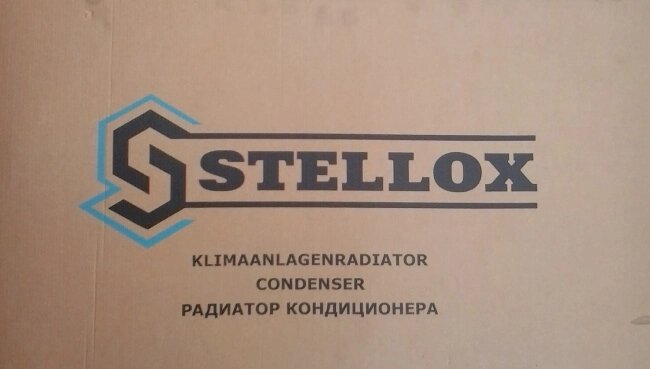 STELLOX
KLIMAANLAGENRADIATOR
CONDENSER
РАДИАТОР КОНДИЦИОНЕРА